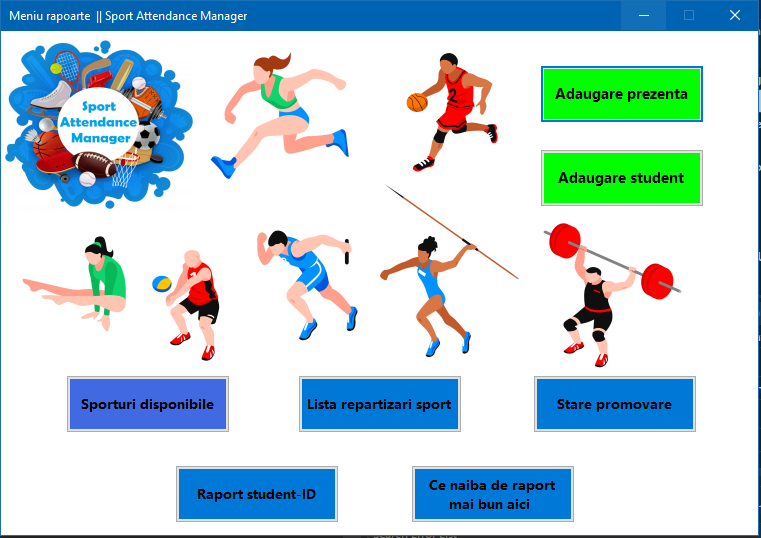 Meniu rapoarte || Sport Attendance Manager
Sport
Attendance
Manager
2
Adaugare prezenta
Adaugare student
Sporturi disponibile
Lista repartizari sport
Stare promovare
Raport student-ID
Ce naiba de raport
mai bun aici